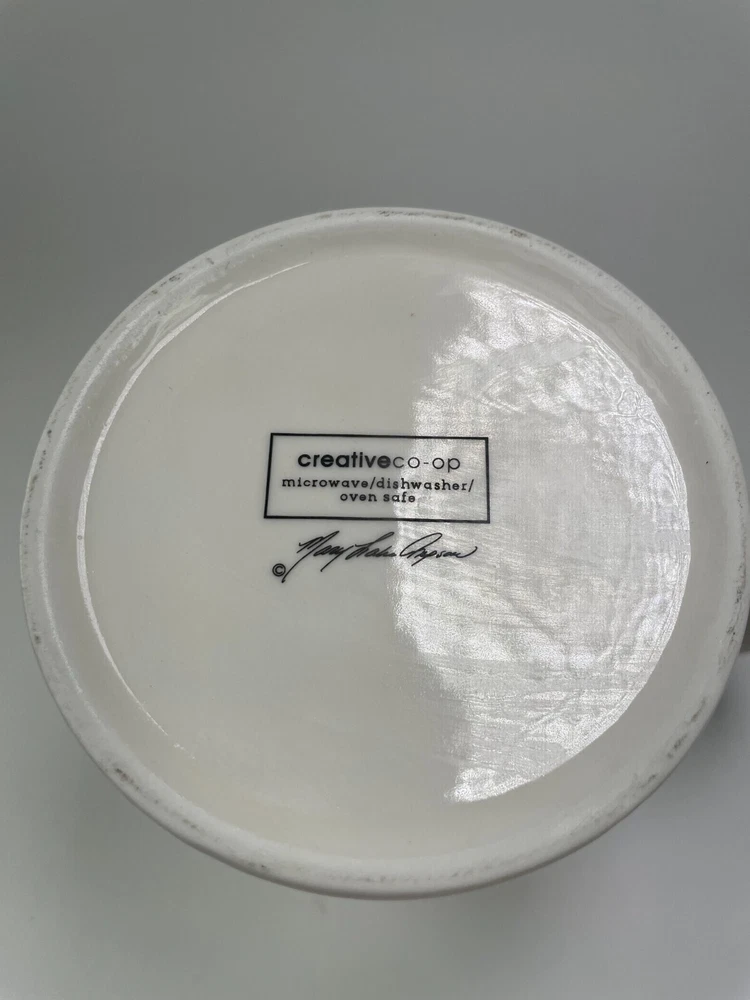 creativeco-op
microwave/dishwasher/
oven safe
©